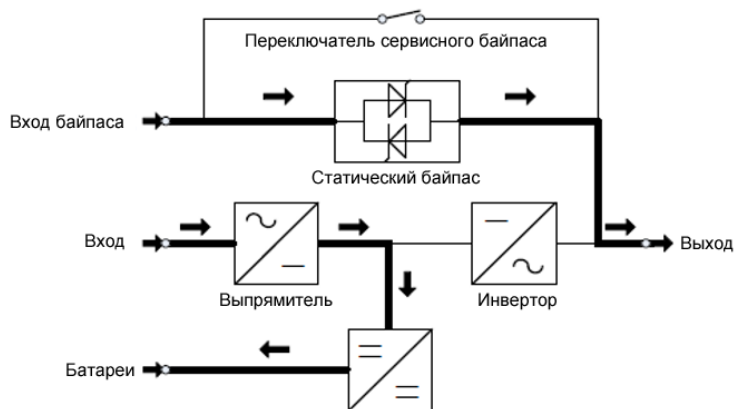 Переключатель сервисного байпаса
Вход байпаса
Статический байпас
Вход
Выход
Выпрямитель
Инвертор
Батареи